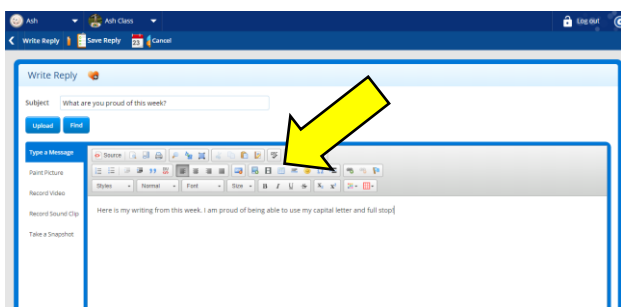 Ash
Ash Class
Log out
Write Reply
Save Reply
23
Cancel
Write Reply
Subject
What are you proud of this week?
Upload
Find
Type a Message
Paint Picture
Record Video
Record Sound Clip
Take a Snapshot
Source
Styles
Normal
Font
Size
B I U S X₂ X²
Here is my writing from this week. I am proud of being able to use my capital letter and full stop!